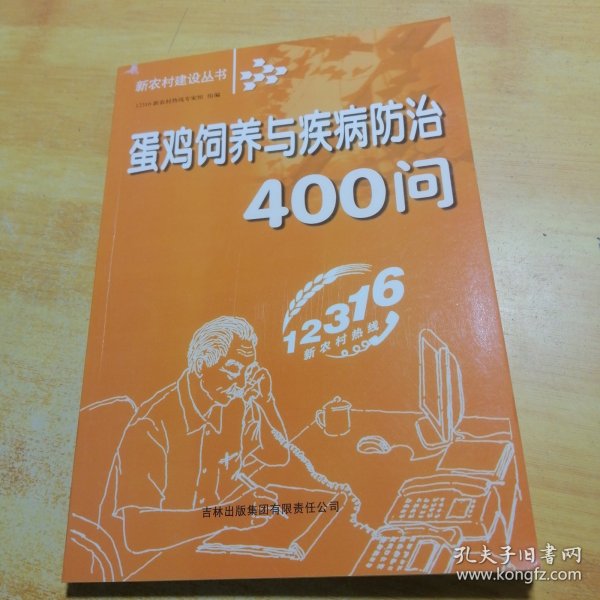 新农村建设丛书
12316新农村热线专家组 组编
蛋鸡饲养与疾病防治
400问
12316
新农村热线
吉林出版集团有限责任公司
孔夫子旧书网
www.kongfz.com